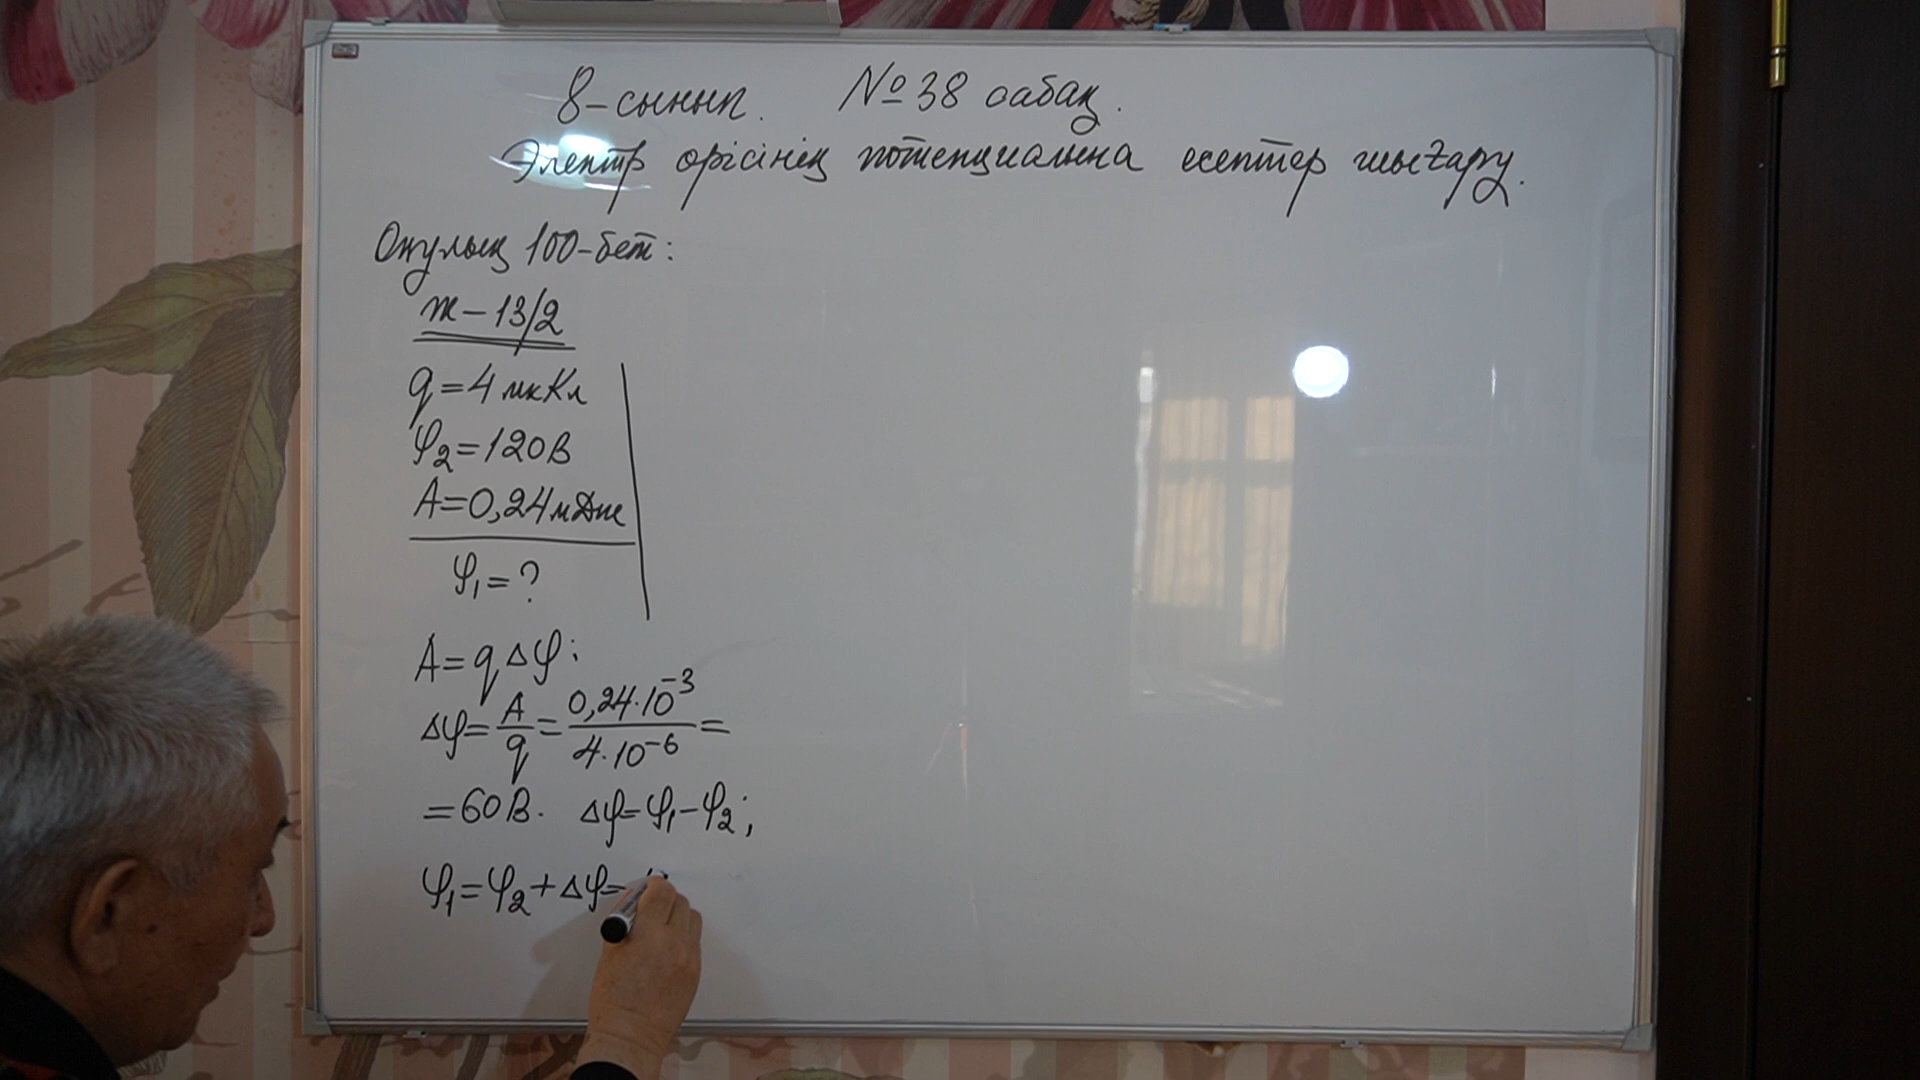 8-сынып. №38 сабақ.
Электр өрісінің потенциалына есептер шығару.
Оқулық 100-бет:
ж-13/2
q=4 мкКл
φ₂=120В
A=0,24мДж
φ₁=?
A=qΔφ;
Δφ=A/q=0,24·10⁻³/4·10⁻⁶=
=60В. Δφ=φ₁-φ₂;
φ₁=φ₂+Δφ=